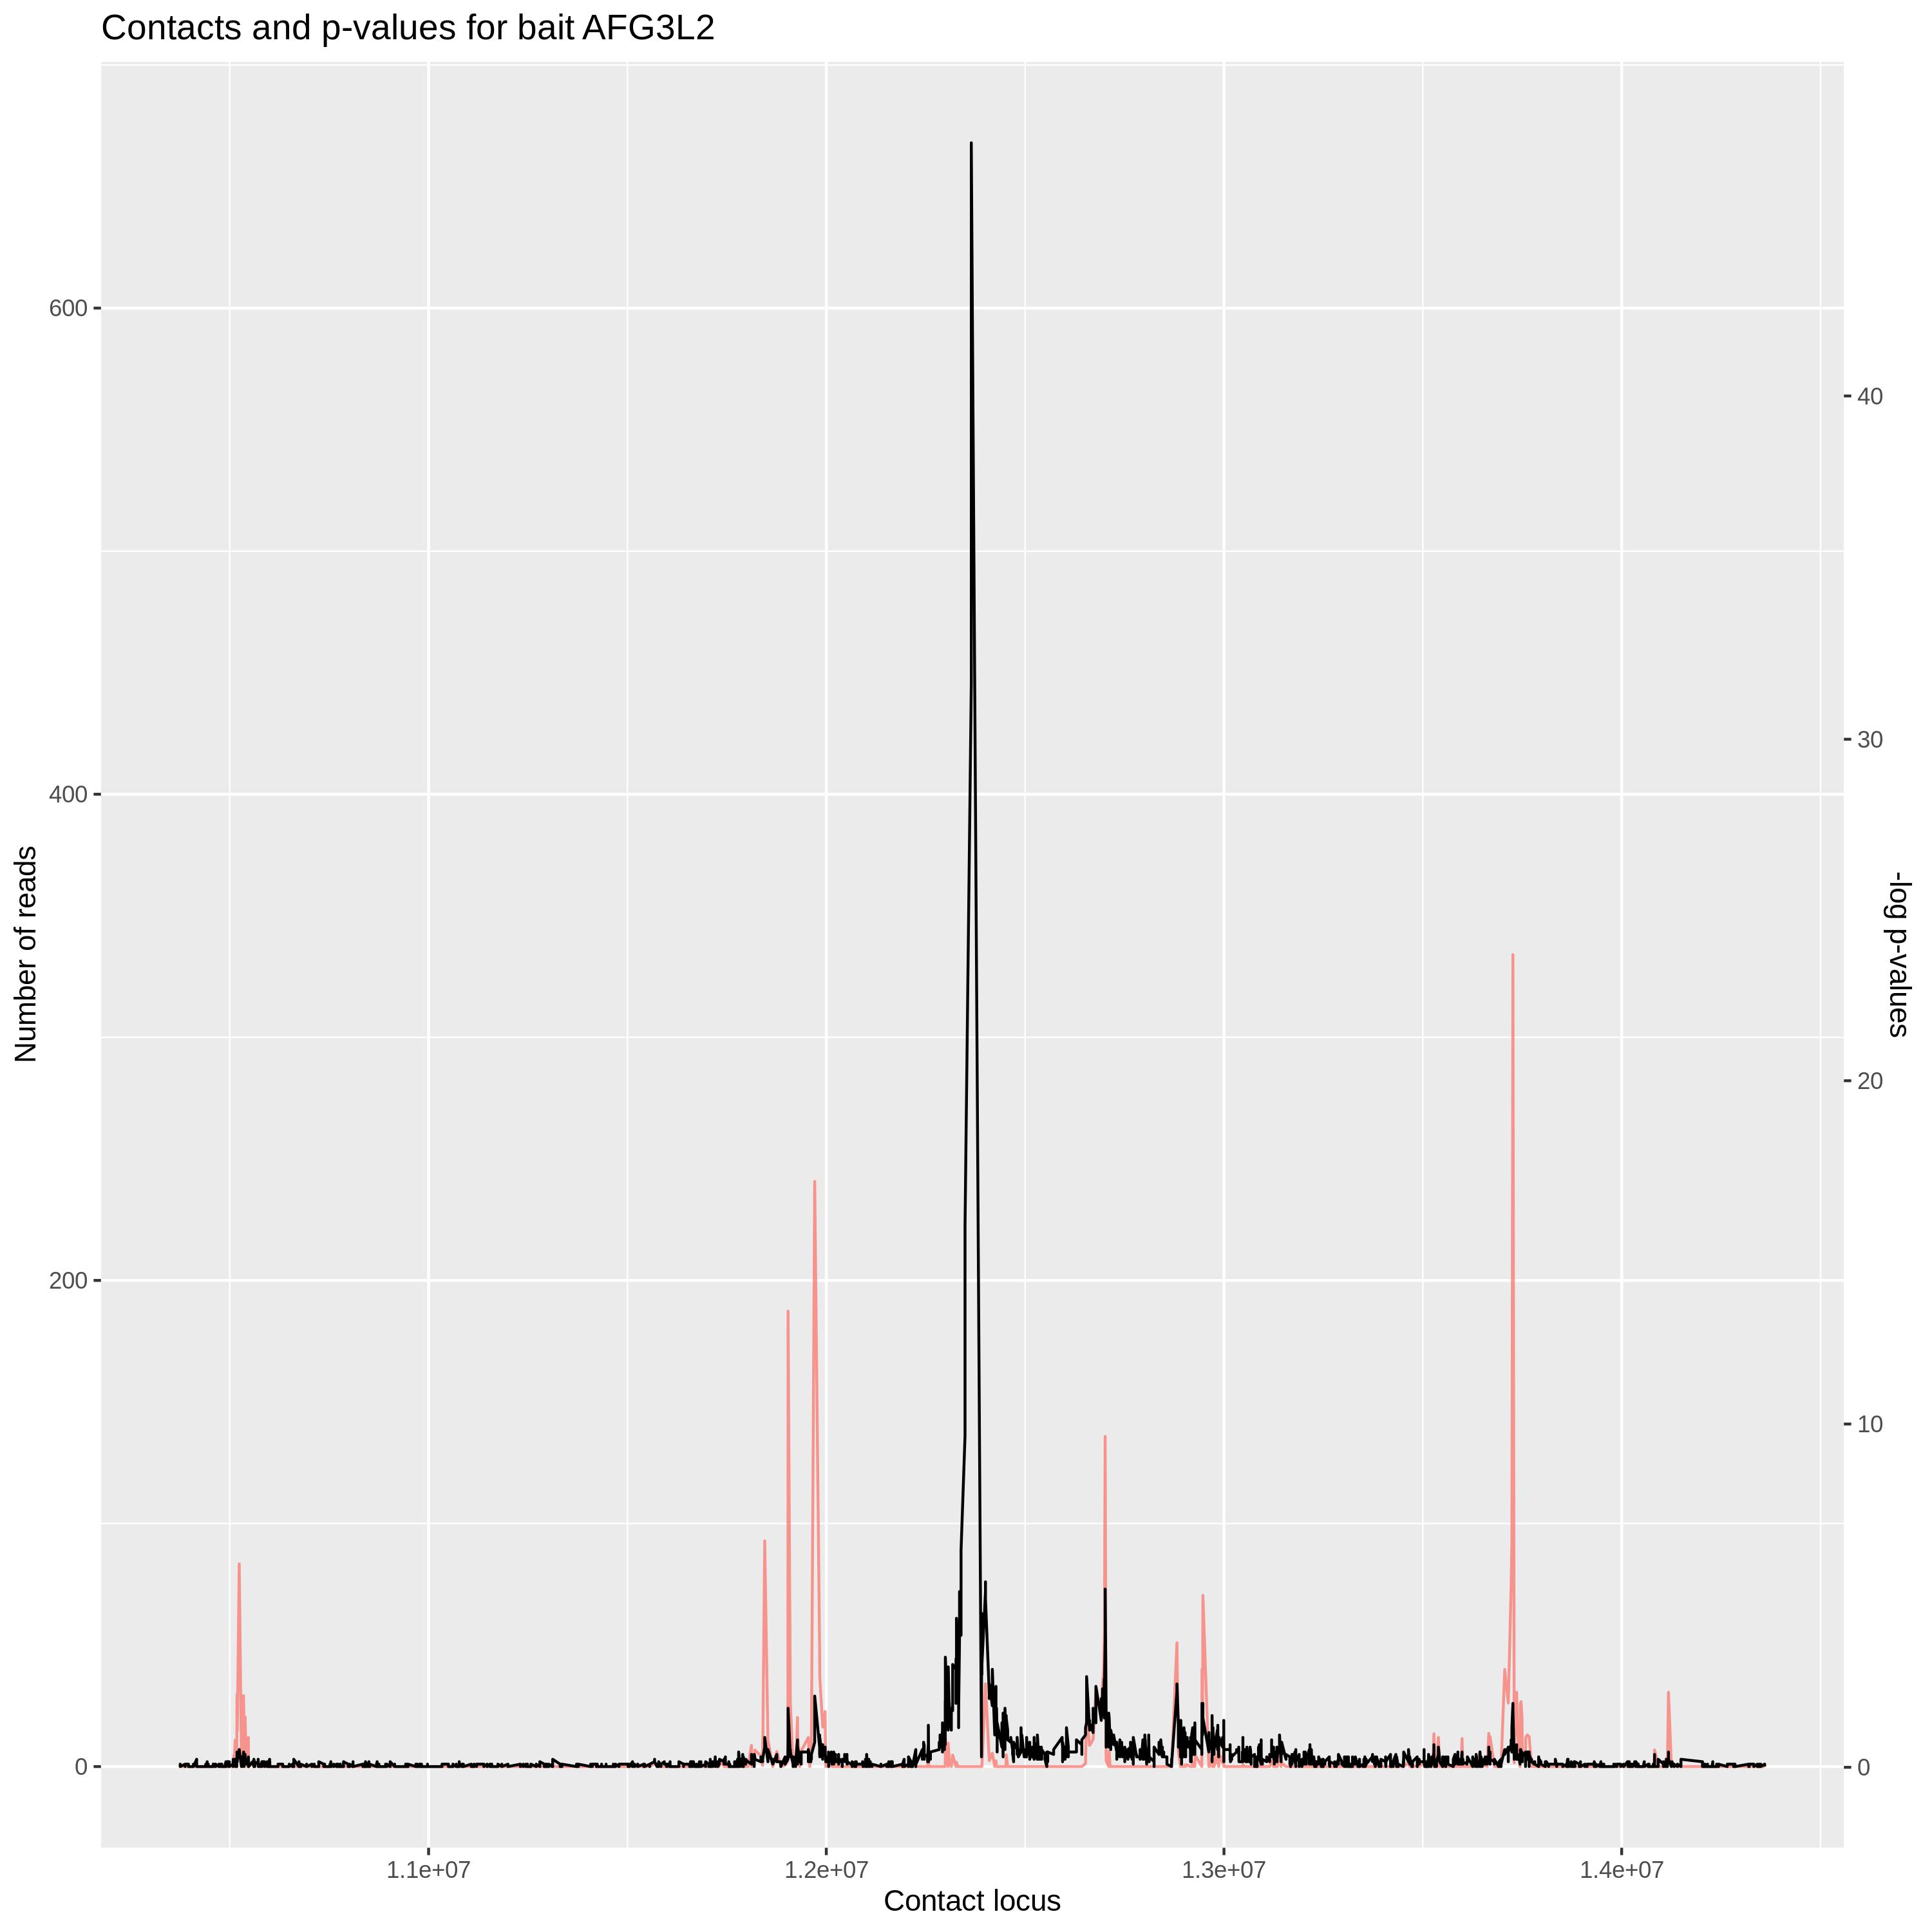 Contacts and p-values for bait AFG3L2
Number of reads
600
400
200
0
40
30
20
10
0
-log p-values
1.1e+07
1.2e+07
1.3e+07
1.4e+07
Contact locus